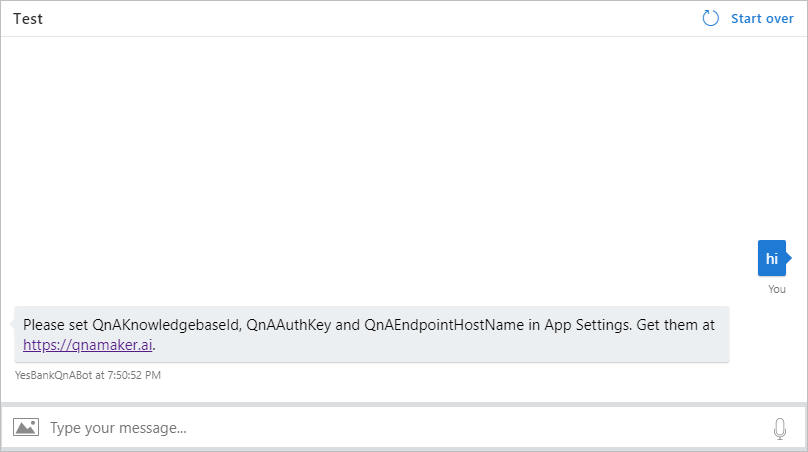 Test
Start over
hi
You
Please set QnAKnowledgebaseId, QnAAuthKey and QnAEndpointHostName in App Settings. Get them at
https://qnamaker.ai.
YesBankQnABot at 7:50:52 PM
Type your message...